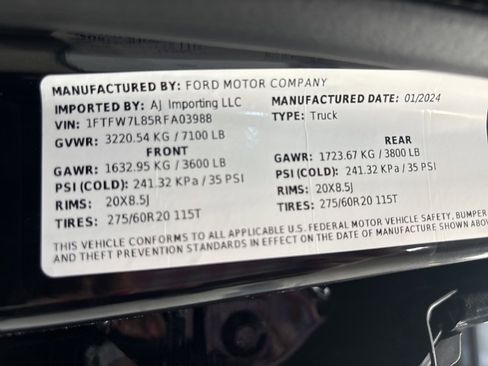 MANUFACTURED BY: FORD MOTOR COMPANY
IMPORTED BY: AJ Importing LLC MANUFACTURED DATE: 01/2024
VIN: 1FTFW7L85RFA03988 TYPE: Truck
GVWR: 3220.54 KG / 7100 LB
FRONT REAR
GAWR: 1632.95 KG / 3600 LB GAWR: 1723.67 KG / 3800 LB
PSI (COLD): 241.32 KPa / 35 PSI PSI (COLD): 241.32 KPa / 35 PSI
RIMS: 20X8.5J RIMS: 20X8.5J
TIRES: 275/60R20 115T TIRES: 275/60R20 115T
THIS VEHICLE CONFORMS TO ALL APPLICABLE U.S. FEDERAL MOTOR VEHICLE SAFETY, BUMPER
AND THEFT PREVENTION STANDARDS IN EFFECT ON THE DATE OF MANUFACTURE SHOWN ABOVE